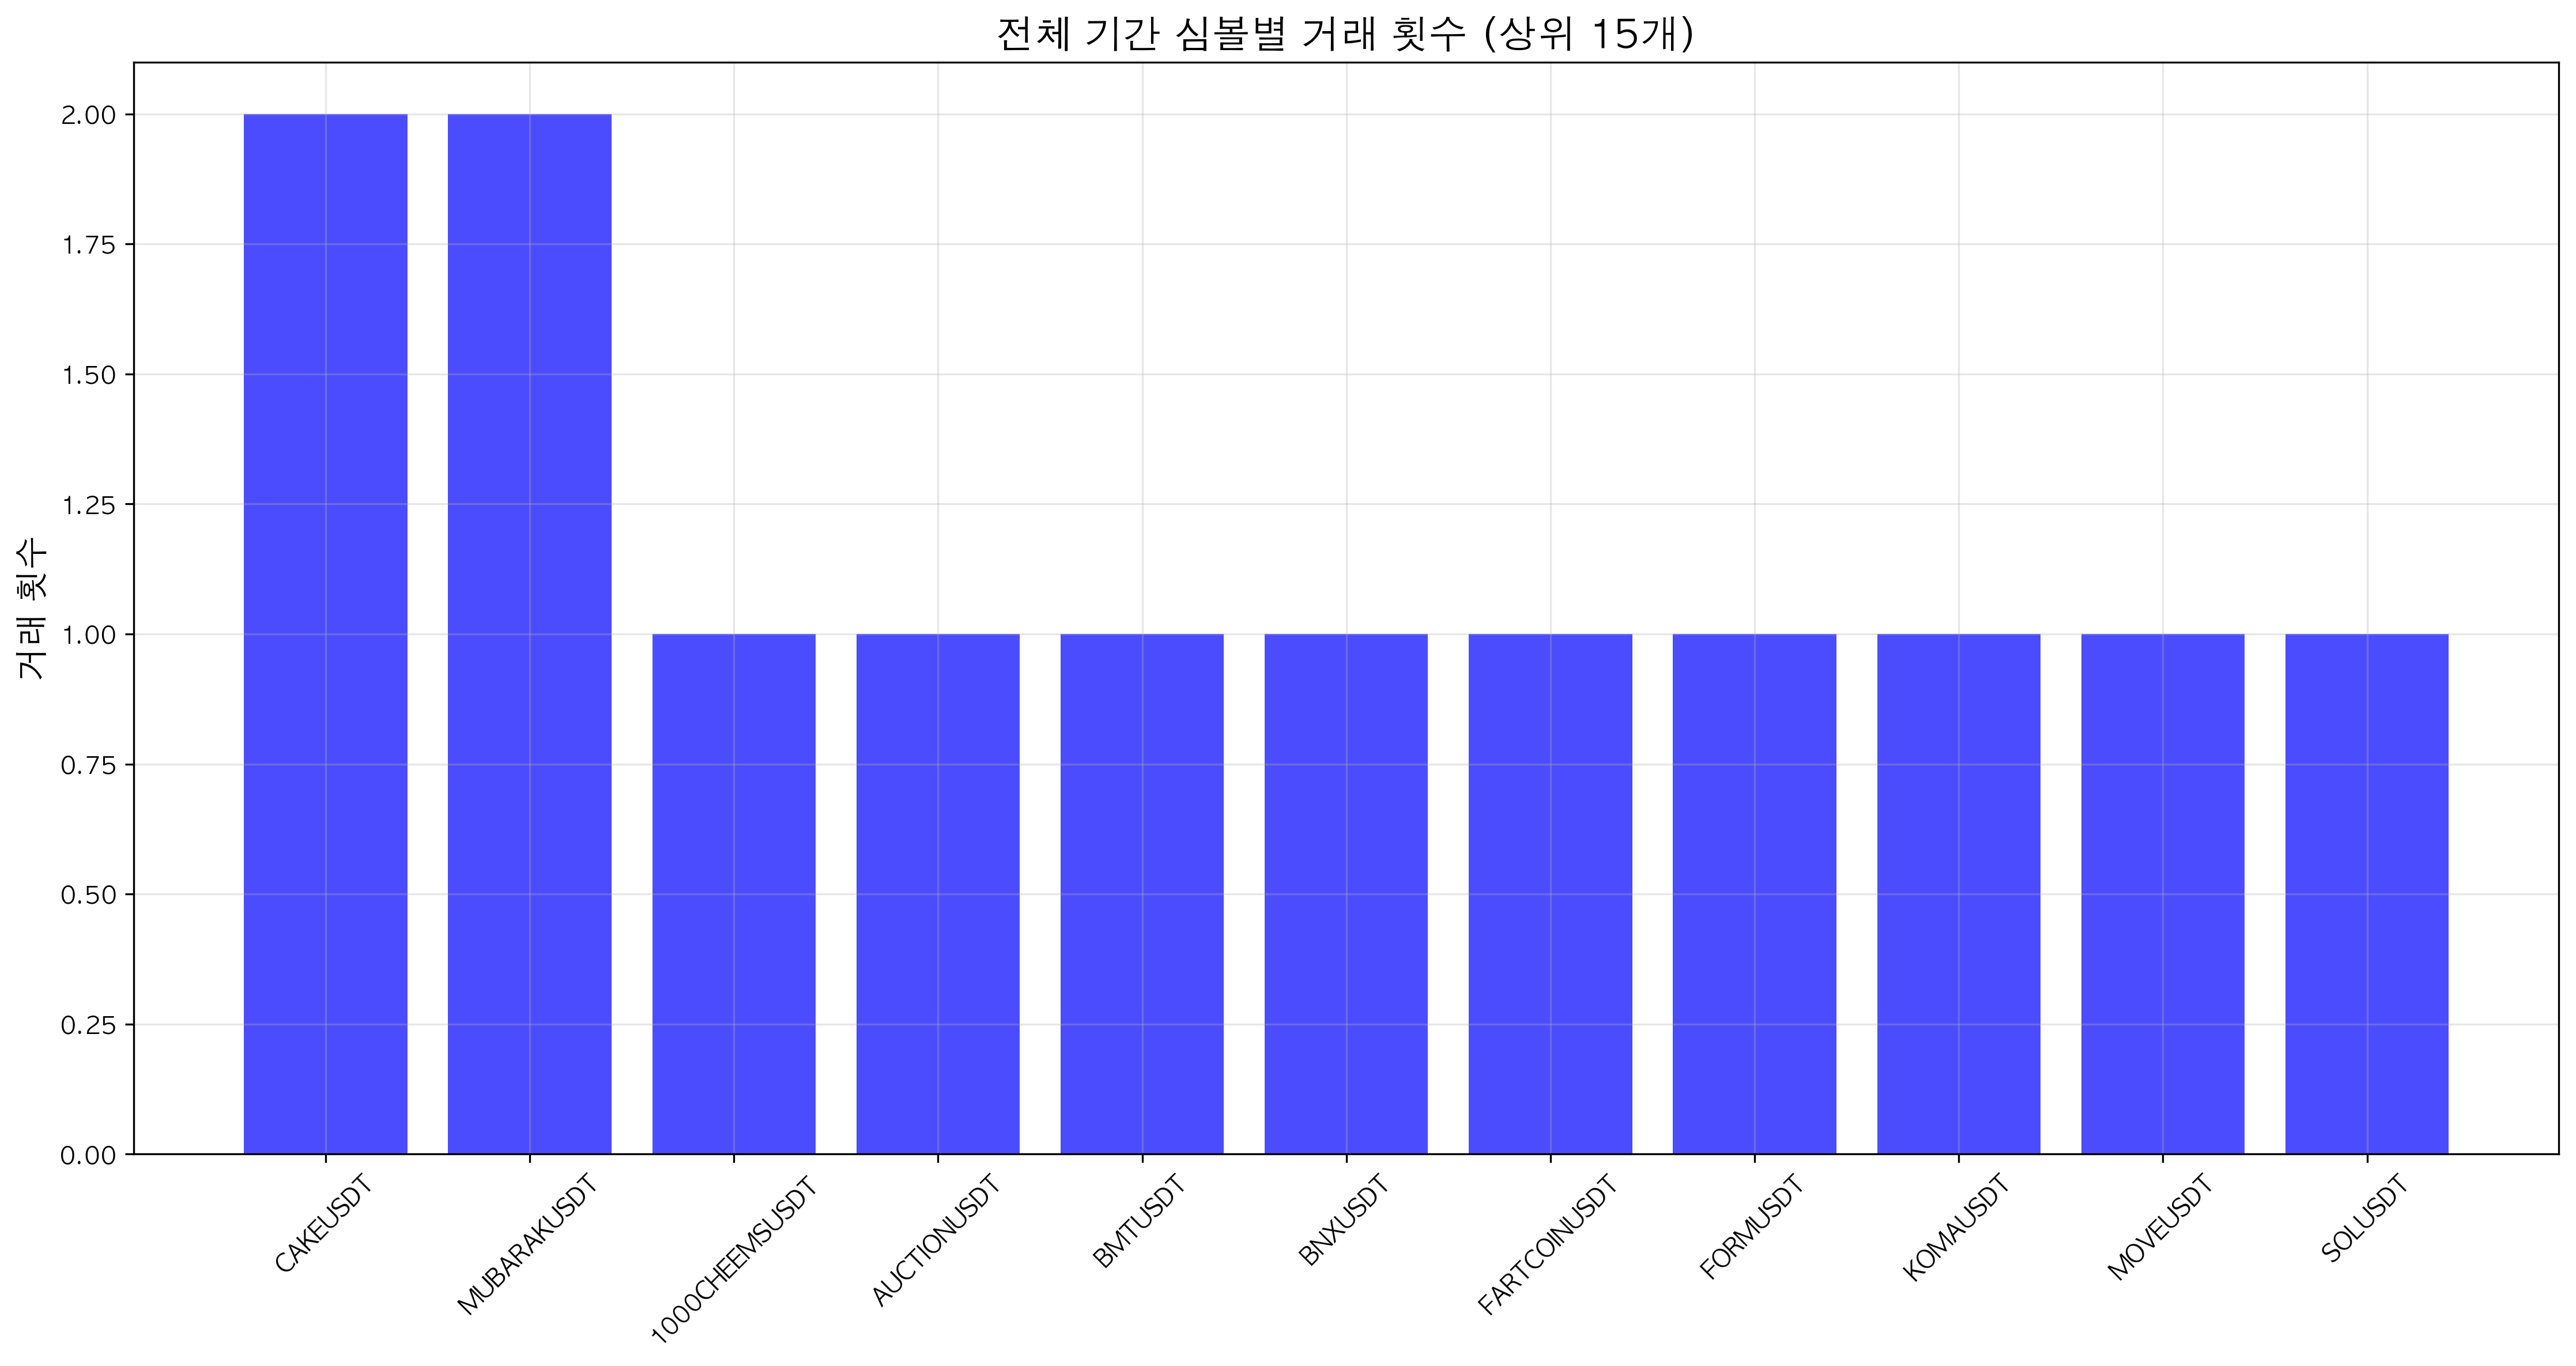 전체 기간 심볼별 거래 횟수 (상위 15개)
거래 횟수
2.00
1.75
1.50
1.25
1.00
0.75
0.50
0.25
0.00
CAKEUSDT
MUBARAKUSDT
1000CHEEMSUSDT
AUCTIONUSDT
BMTUSDT
BNXUSDT
FARTCOINUSDT
FORMUSDT
KOMAUSDT
MOVEUSDT
SOLUSDT